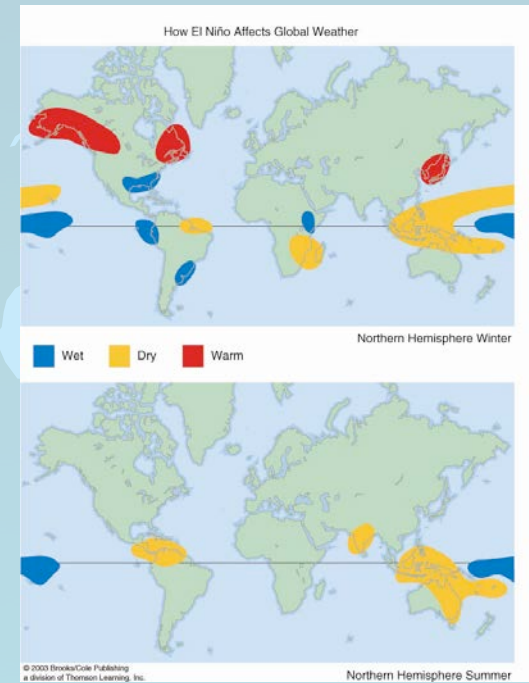 How El Niño Affects Global Weather
Northern Hemisphere Winter
Wet
Dry
Warm
© 2003 Brooks/Cole Publishing
a division of Thomson Learning, Inc.
Northern Hemisphere Summer